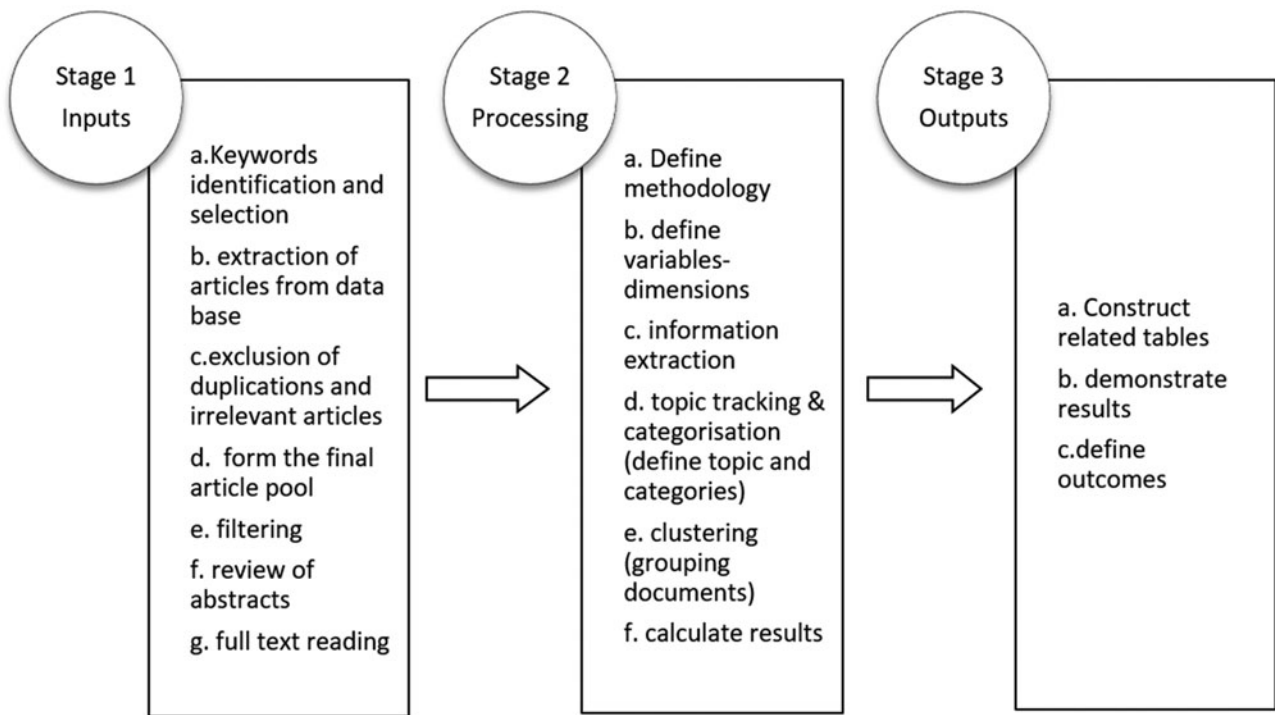 Stage 1
Inputs
a.Keywords
identification and
selection
b. extraction of
articles from data
base
c.exclusion of
duplications and
irrelevant articles
d.  form the final
article pool
e. filtering
f. review of
abstracts
g. full text reading
Stage 2
Processing
a. Define
methodology
b. define
variables-
dimensions
c. information
extraction
d. topic tracking &
categorisation
(define topic and
categories)
e. clustering
(grouping
documents)
f. calculate results
Stage 3
Outputs
a. Construct
related tables
b. demonstrate
results
c.define
outcomes